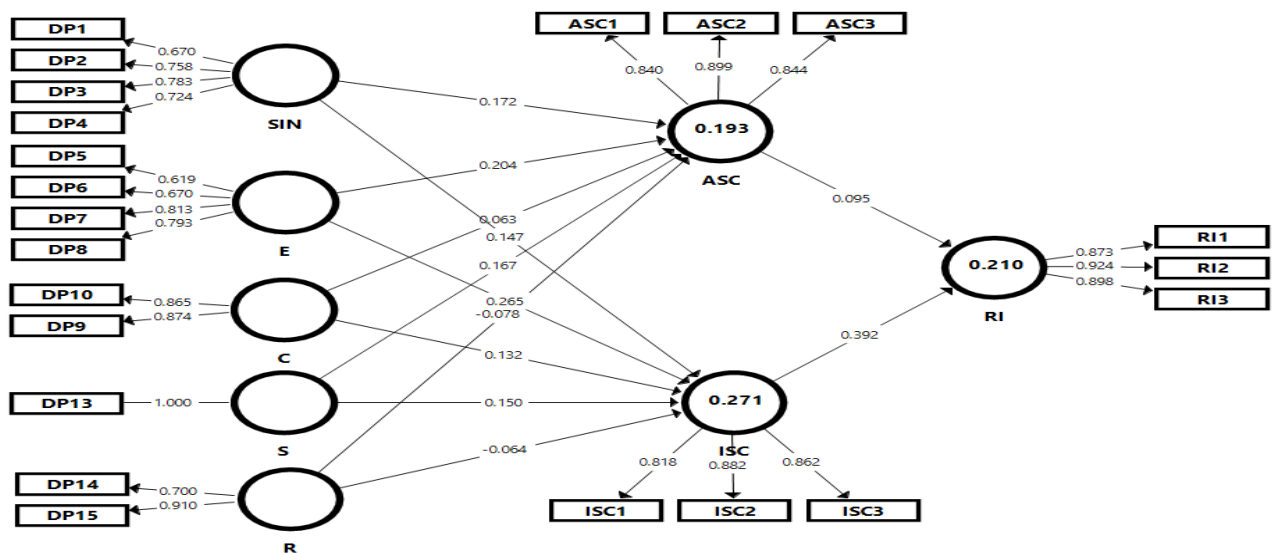 DP1
DP2
DP3
DP4
0.670
0.758
0.783
0.724
SIN
DP5
DP6
DP7
DP8
0.619
0.670
0.813
0.793
E
DP10
DP9
0.865
0.874
C
DP13
1.000
S
DP14
DP15
0.700
0.910
R
0.172
0.204
0.063
0.147
0.167
0.265
-0.078
0.132
0.150
-0.064
ASC1
ASC2
ASC3
0.840
0.899
0.844
0.193
ASC
0.271
ISC
0.818
0.882
0.862
ISC1
ISC2
ISC3
0.095
0.392
0.210
RI
0.873
0.924
0.898
RI1
RI2
RI3